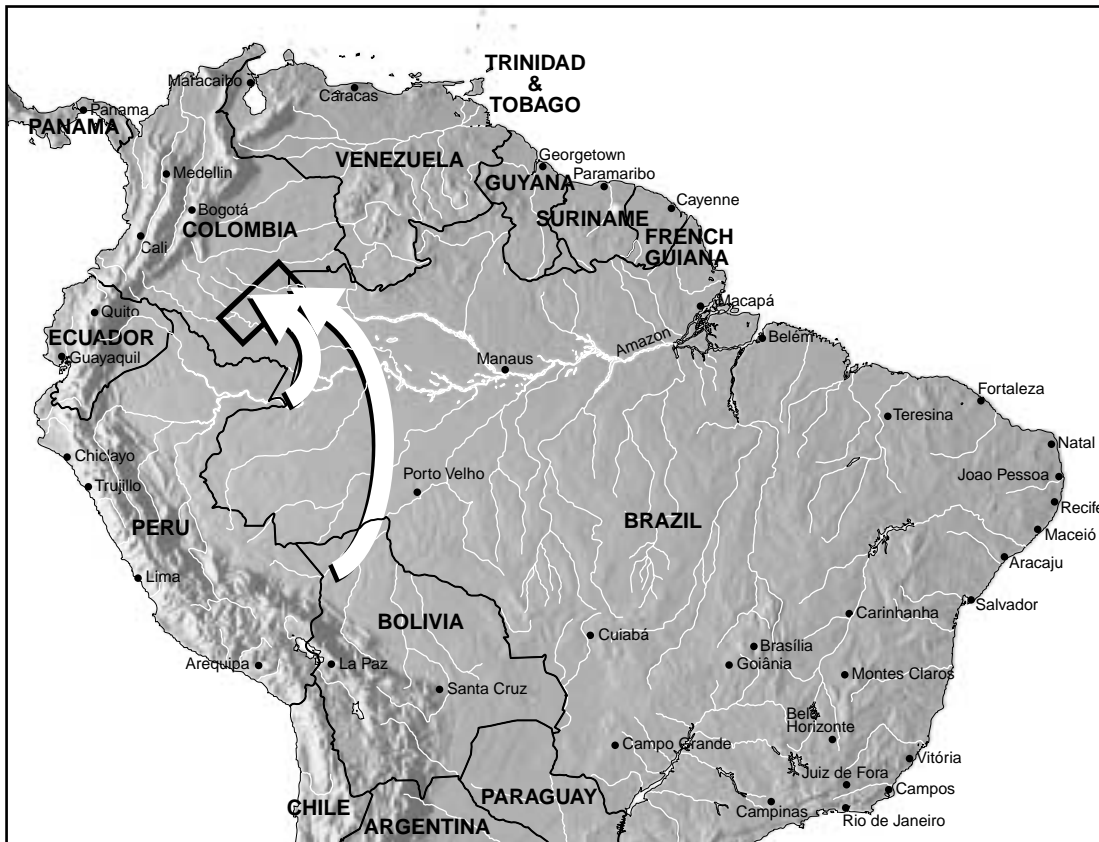 TRINIDAD
&
TOBAGO
Maracaibo
Caracas
Panama
PANAMA
VENEZUELA
Georgetown
GUYANA
Paramaribo
Medellin
Cayenne
Bogotá
SURINAME
COLOMBIA
Cali
FRENCH
GUIANA
Macapá
Quito
ECUADOR
Amazon
Belém
Guayaquil
Manaus
Fortaleza
Teresina
Natal
Chiclayo
Porto Velho
Joao Pessoa
Trujillo
Recife
PERU
BRAZIL
Maceió
Aracaju
Lima
Salvador
Carinhanha
BOLIVIA
Cuiabá
Brasília
Arequipa
La Paz
Goiânia
Montes Claros
Santa Cruz
Belo
Horizonte
Campo Grande
Vitória
Juiz de Fora
Campos
PARAGUAY
CHILE
Campinas
Rio de Janeiro
ARGENTINA